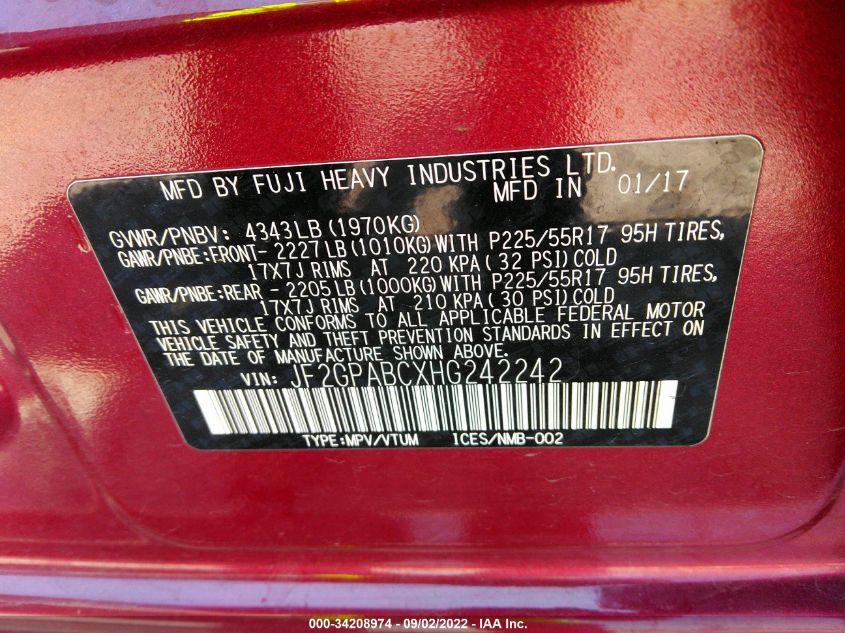 MFD BY FUJI HEAVY INDUSTRIES LTD.
MFD IN 01/17
GVWR/PNBV: 4343LB(1970KG)
GAWR/PNBE:FRONT- 2227LB(1010KG)WITH P225/55R17 95H TIRES,
17X7J RIMS AT 220 KPA( 32 PSI)COLD
GAWR/PNBE:REAR - 2205LB(1000KG)WITH P225/55R17 95H TIRES,
17X7J RIMS AT 210 KPA( 30 PSI)COLD
THIS VEHICLE CONFORMS TO ALL APPLICABLE FEDERAL MOTOR
VEHICLE SAFETY AND THEFT PREVENTION STANDARDS IN EFFECT ON
THE DATE OF MANUFACTURE SHOWN ABOVE.
VIN: JF2GPABCXHG242242
TYPE:MPV/VTUM ICES/NMB-002
000-34208974 - 09/02/2022 - IAA Inc.